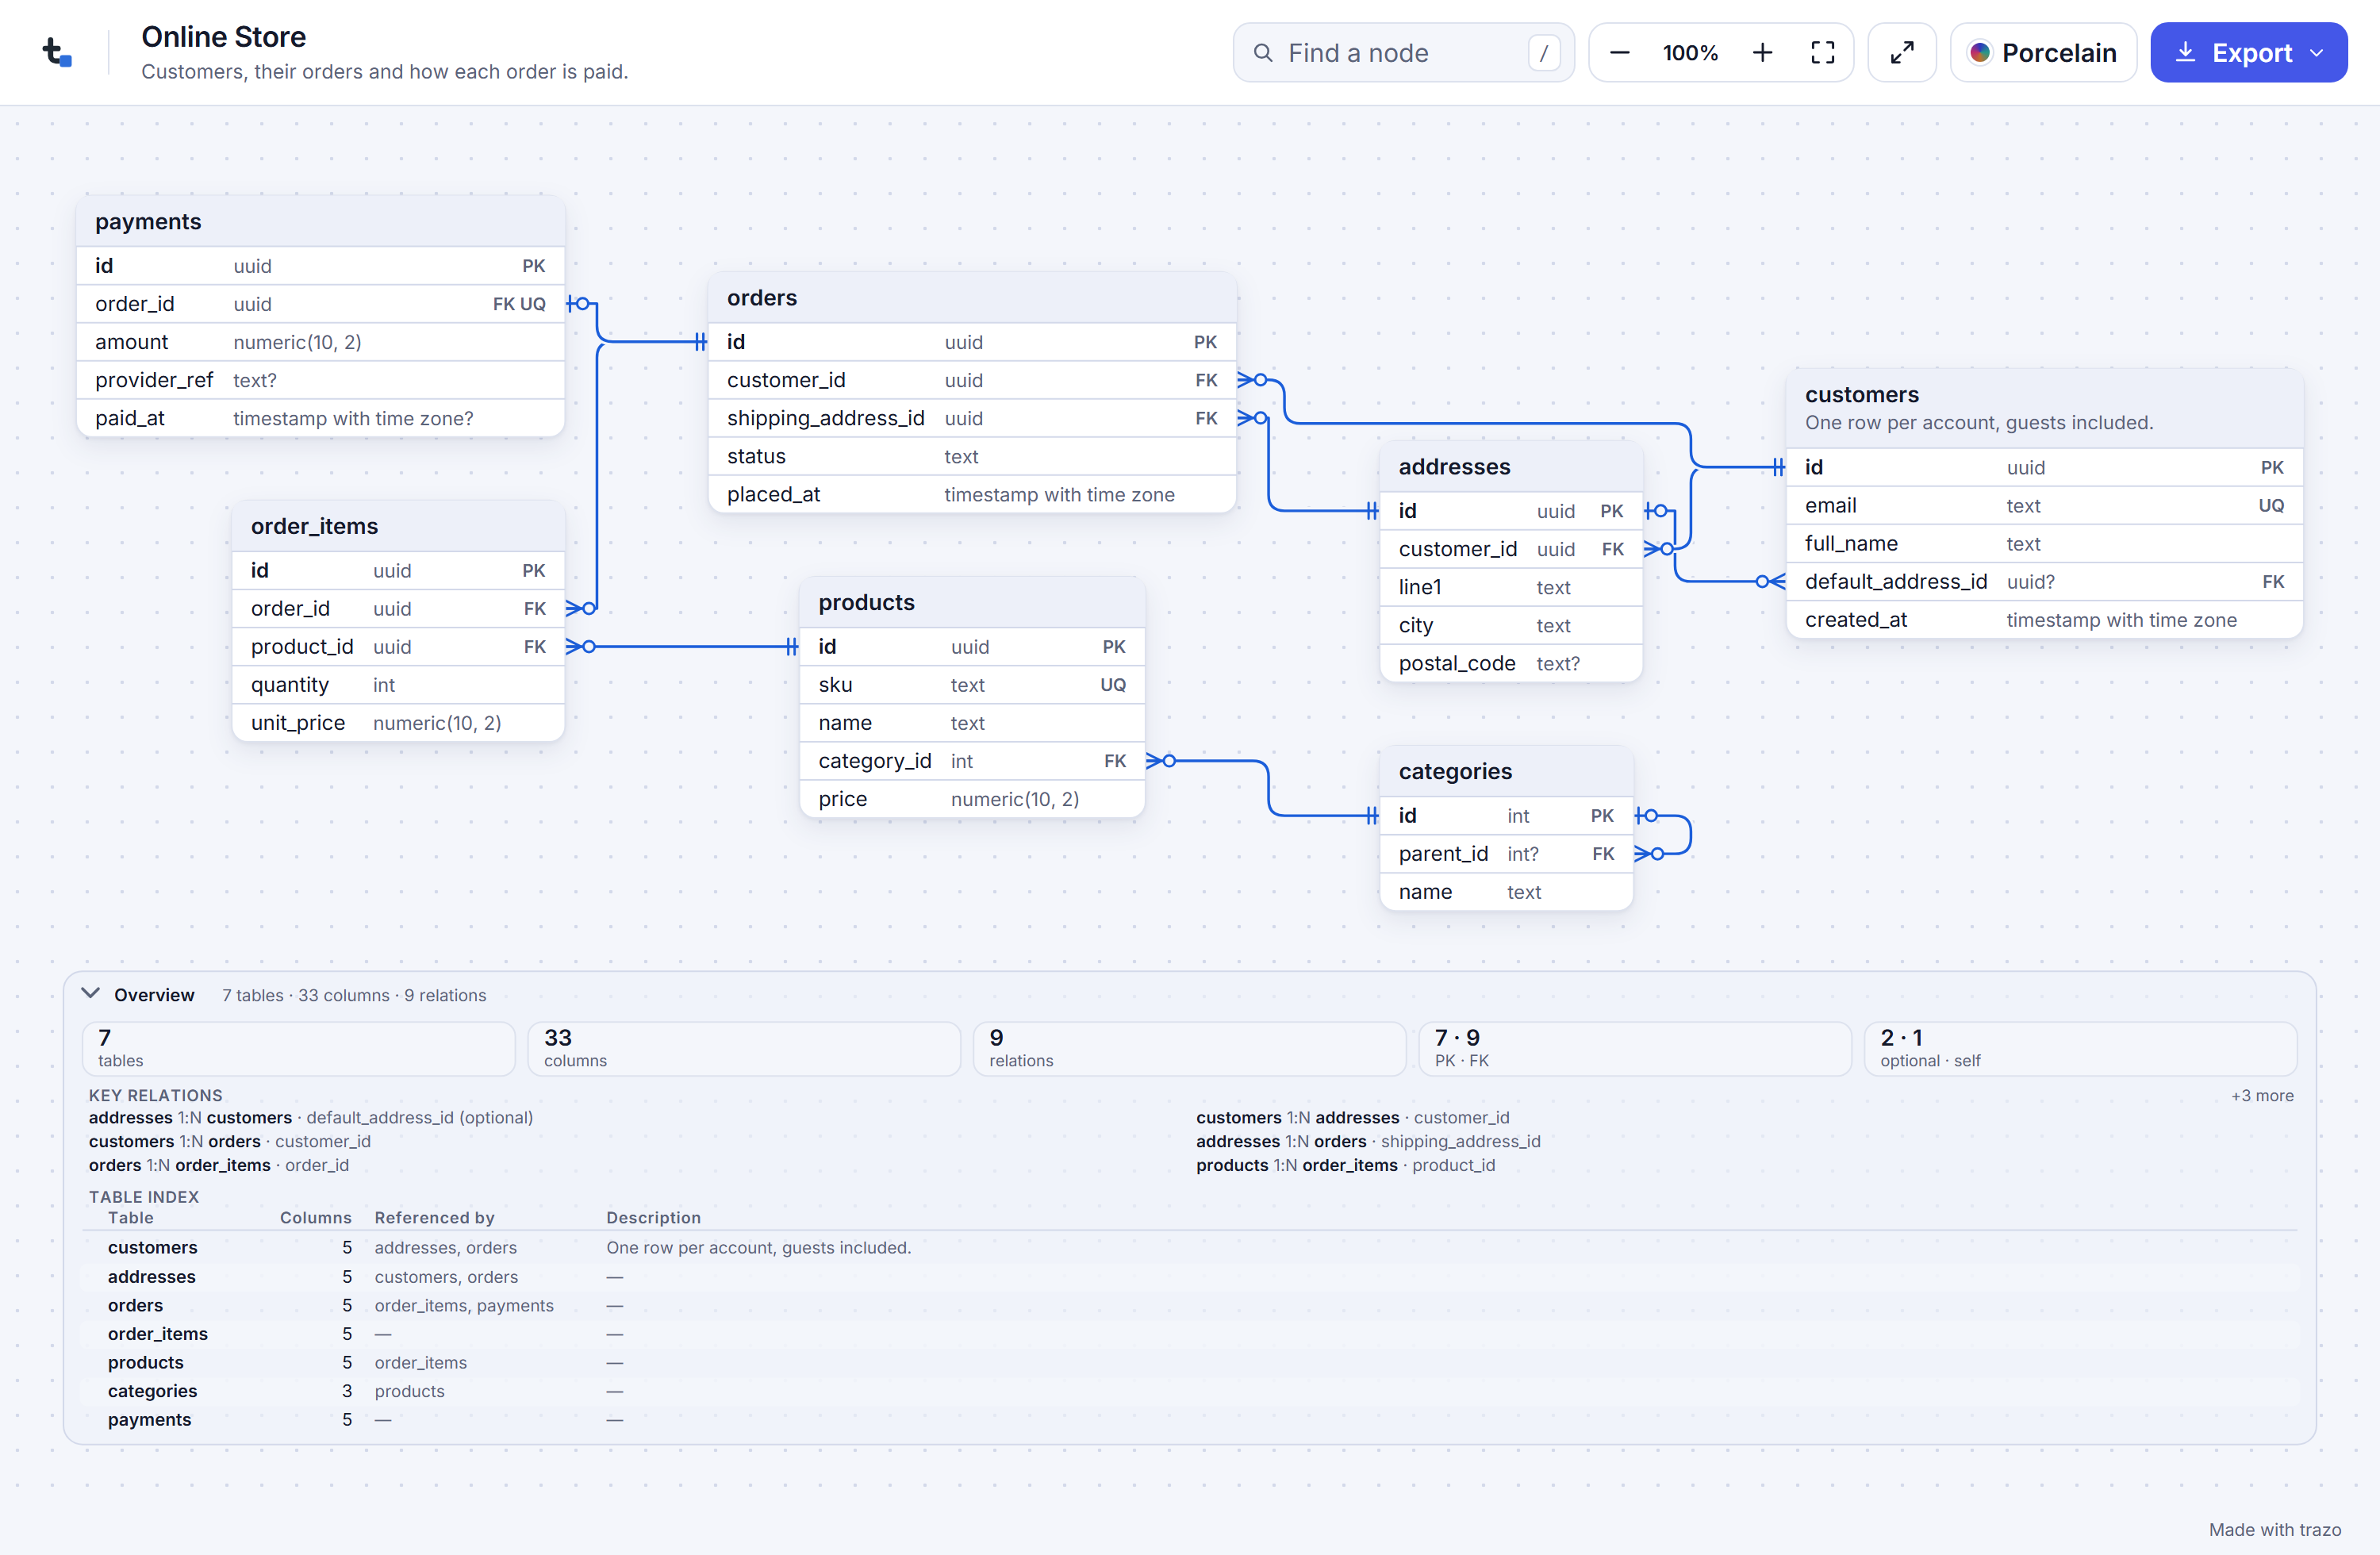 Online Store
Customers, their orders and how each order is paid.
Find a node /
100%
Porcelain
Export
payments
id uuid PK
order_id uuid FK UQ
amount numeric(10, 2)
provider_ref text?
paid_at timestamp with time zone?
orders
id uuid PK
customer_id uuid FK
shipping_address_id uuid FK
status text
placed_at timestamp with time zone
customers
One row per account, guests included.
id uuid PK
email text UQ
full_name text
default_address_id uuid? FK
created_at timestamp with time zone
addresses
id uuid PK
customer_id uuid FK
line1 text
city text
postal_code text?
order_items
id uuid PK
order_id uuid FK
product_id uuid FK
quantity int
unit_price numeric(10, 2)
products
id uuid PK
sku text UQ
name text
category_id int FK
price numeric(10, 2)
categories
id int PK
parent_id int? FK
name text
Overview 7 tables · 33 columns · 9 relations
7
tables
33
columns
9
relations
7 · 9
PK · FK
2 · 1
optional · self
KEY RELATIONS +3 more
addresses 1:N customers · default_address_id (optional)
customers 1:N addresses · customer_id
customers 1:N orders · customer_id
addresses 1:N orders · shipping_address_id
orders 1:N order_items · order_id
products 1:N order_items · product_id
TABLE INDEX
Table Columns Referenced by Description
customers 5 addresses, orders One row per account, guests included.
addresses 5 customers, orders —
orders 5 order_items, payments —
order_items 5 — —
products 5 order_items —
categories 3 products —
payments 5 — —
Made with trazo